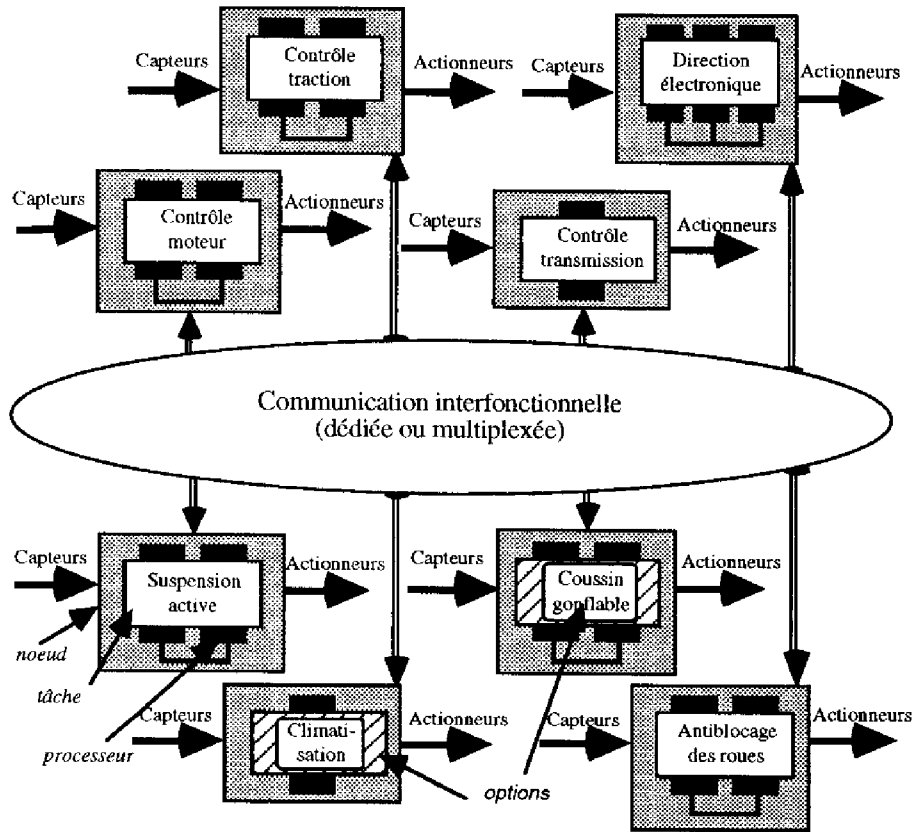 Capteurs
Contrôle
traction
Actionneurs
Capteurs
Direction
électronique
Actionneurs
Capteurs
Contrôle
moteur
Actionneurs
Capteurs
Contrôle
transmission
Actionneurs
Communication interfonctionnelle
(dédiée ou multiplexée)
Capteurs
Suspension
active
Actionneurs
Capteurs
Coussin
gonflable
Actionneurs
noeud
tâche
processeur
Capteurs
Climati-
sation
Actionneurs
options
Capteurs
Antiblocage
des roues
Actionneurs